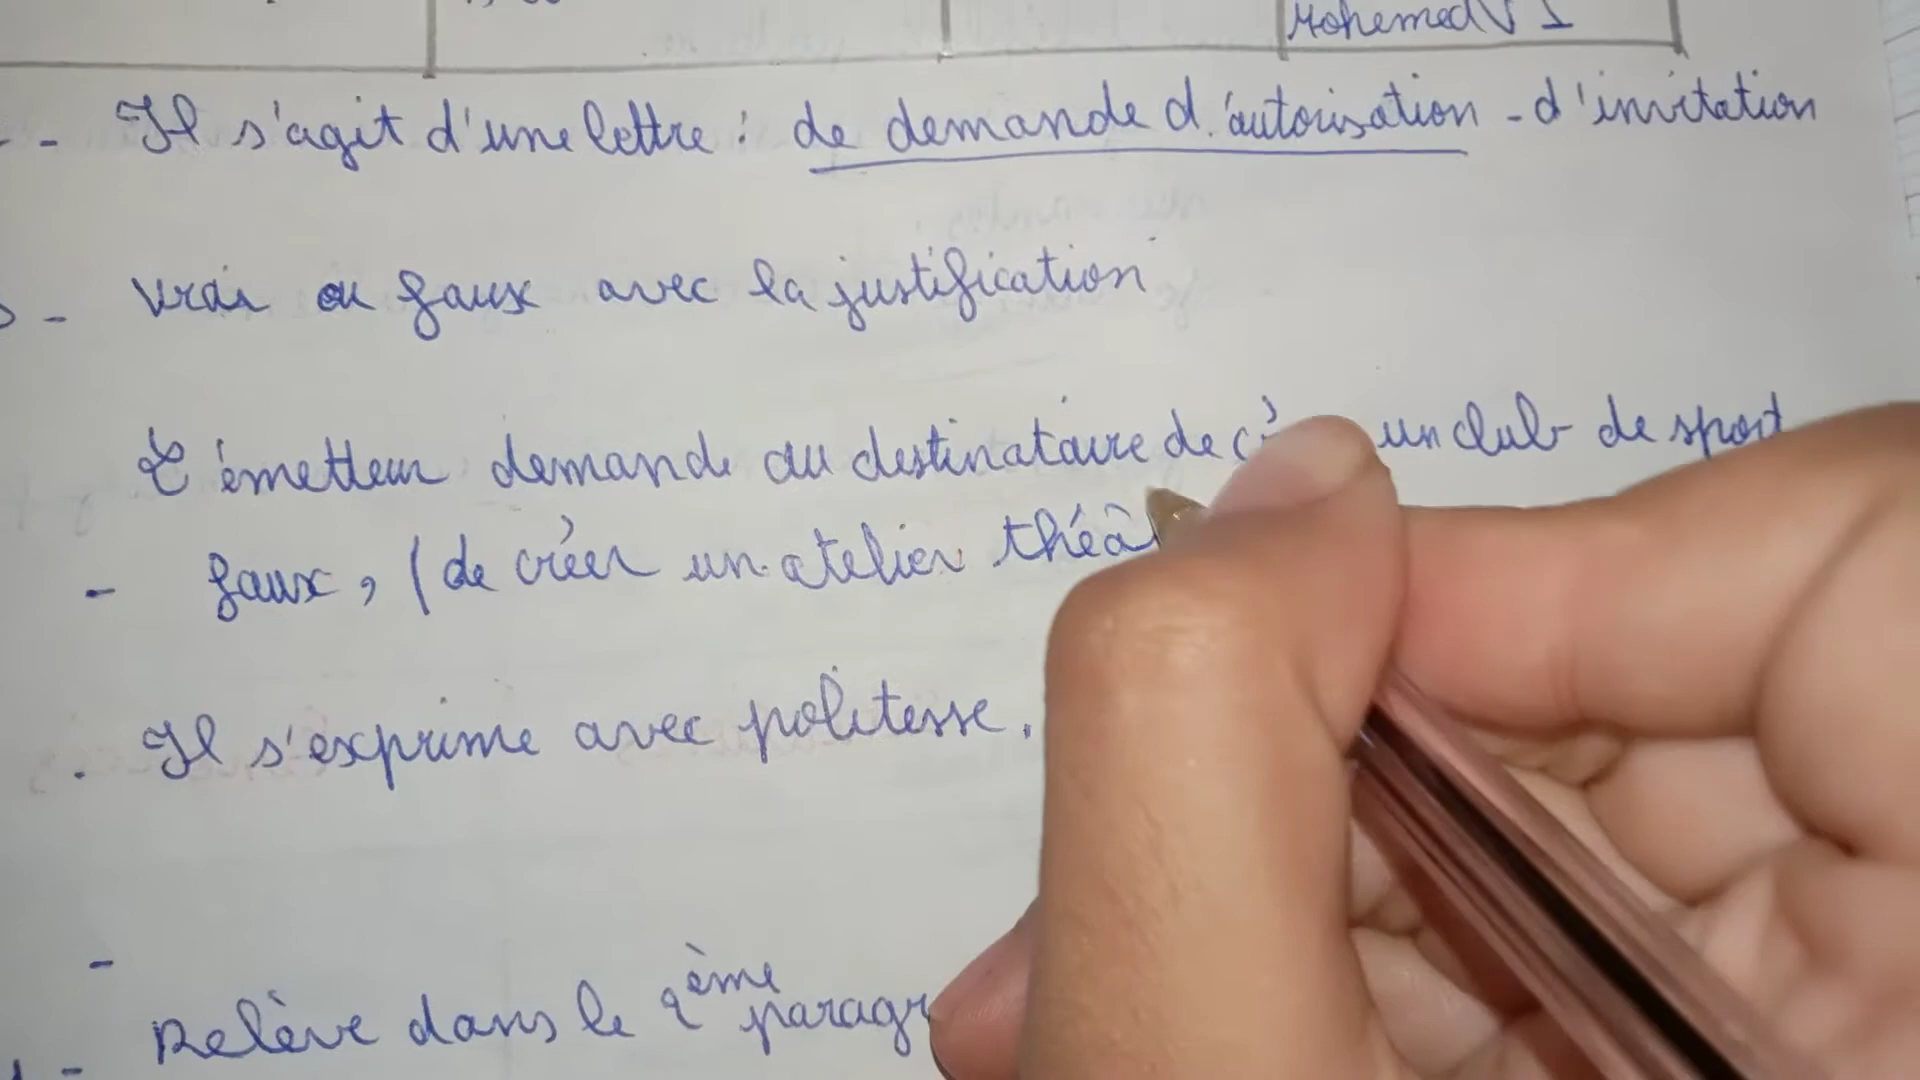 Mohemed V I
- Il s'agit d'une lettre : de demande d'autorisation - d'invitation
- Vrai ou faux avec la justification
L'émetteur demande au destinataire de un club de sport
- faux, (de créer un atelier théâ
. Il s'exprime avec politesse.
-
- Relève dans le 2ème paragr